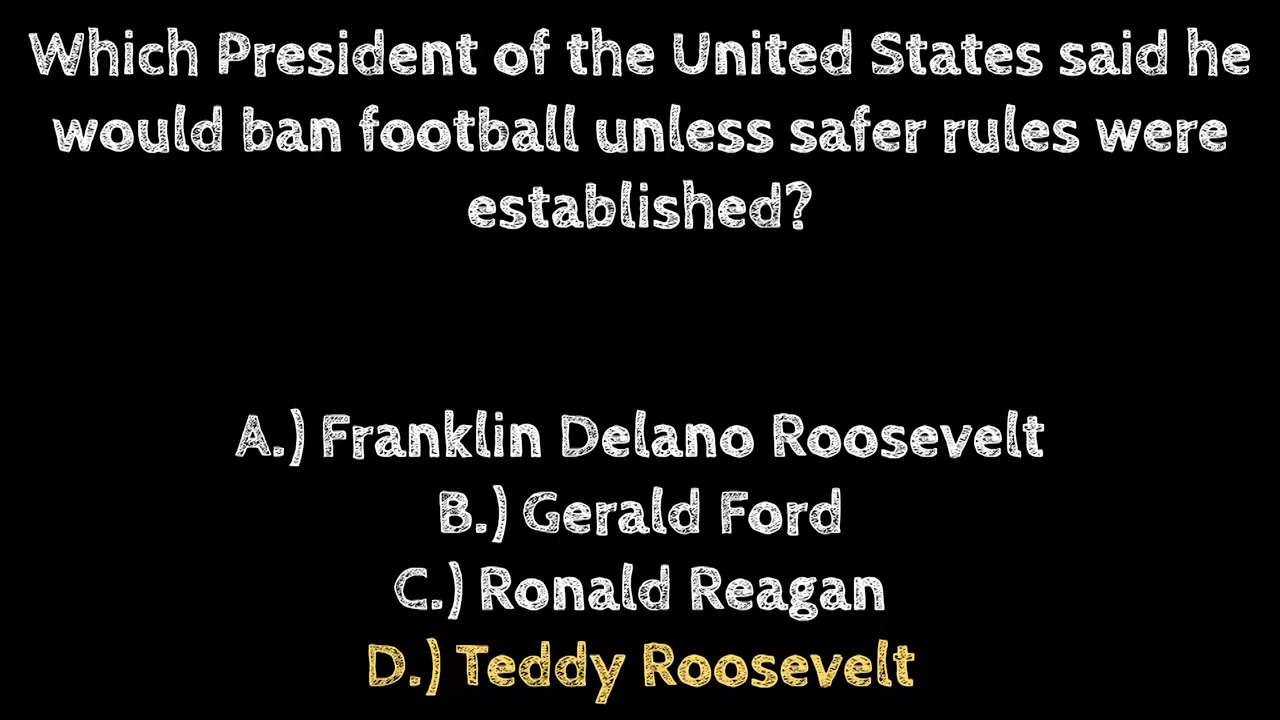 Which President of the United States said he
would ban football unless safer rules were
established?
A.) Franklin Delano Roosevelt
B.) Gerald Ford
C.) Ronald Reagan
D.) Teddy Roosevelt